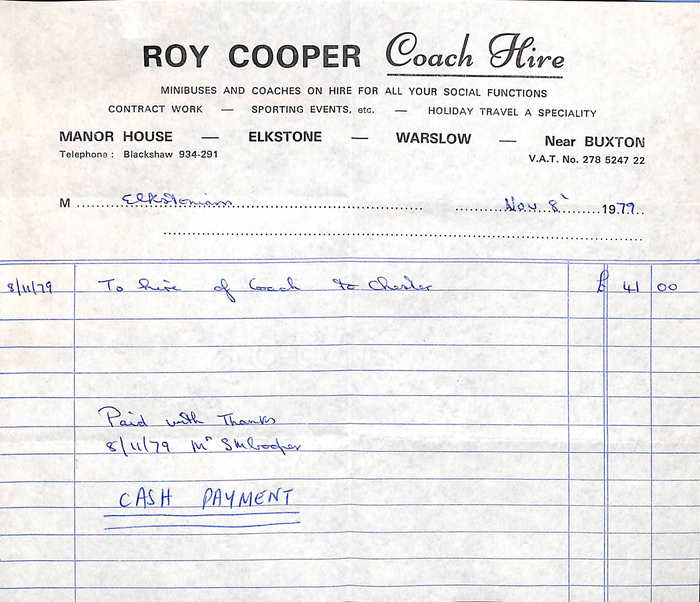 ROY COOPER Coach Hire
MINIBUSES AND COACHES ON HIRE FOR ALL YOUR SOCIAL FUNCTIONS
CONTRACT WORK — SPORTING EVENTS, etc. — HOLIDAY TRAVEL A SPECIALITY
MANOR HOUSE — ELKSTONE — WARSLOW — Near BUXTON
Telephone: Blackshaw 934-291 V.A.T. No. 278 5247 22
M Elkstonians Nov 8 1979
8/11/79 To hire of Coach to Chester £ 41 00
Paid with Thanks
8/11/79 Mr S M Cooper
CASH PAYMENT